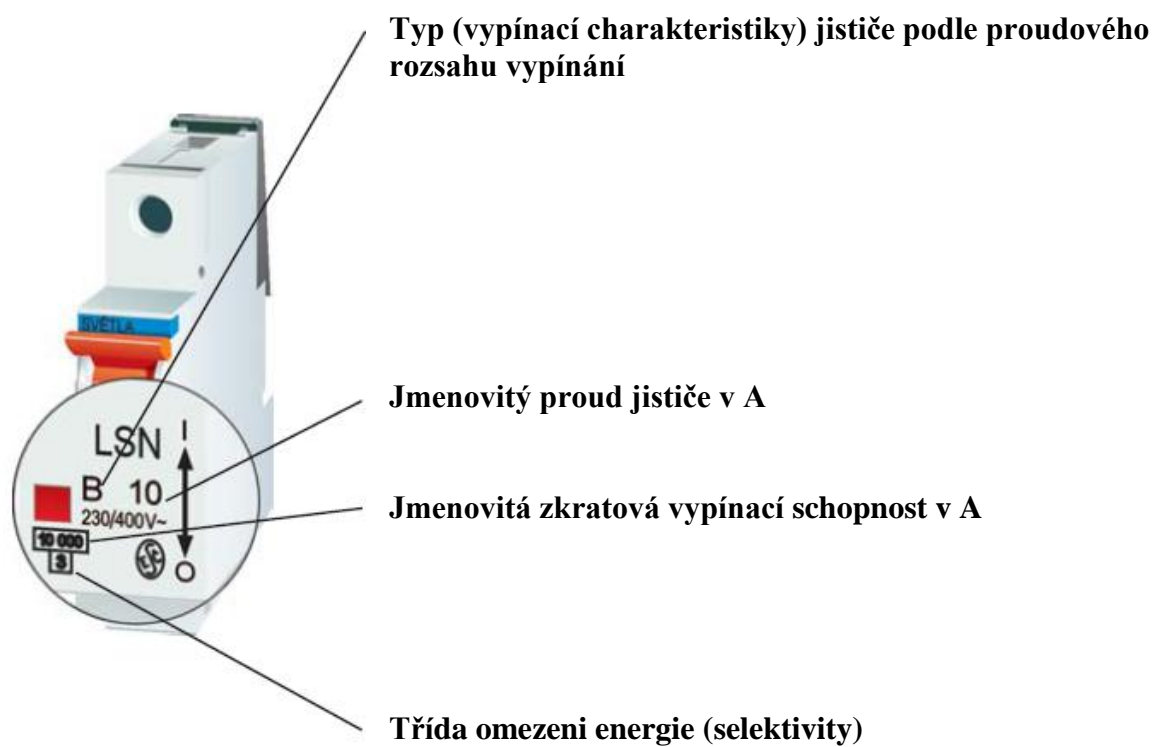 Typ (vypínací charakteristiky) jističe podle proudového
rozsahu vypínání
SVĚTLA
Jmenovitý proud jističe v A
LSN I
B 10
230/400V~
Jmenovitá zkratová vypínací schopnost v A
10 000
3
O
Třída omezeni energie (selektivity)